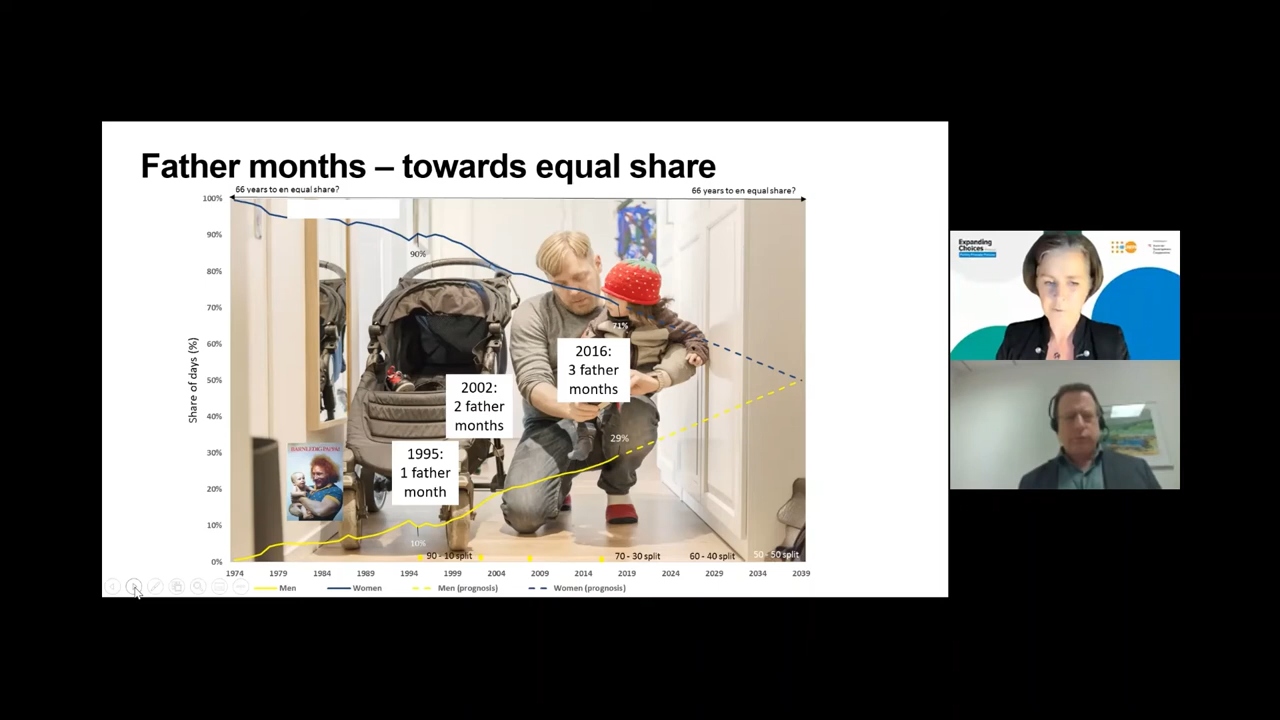 Father months – towards equal share
66 years to en equal share?
66 years to en equal share?
100%
90%
80%
70%
60%
50%
40%
30%
20%
10%
0%
Share of days (%)
90%
71%
2016:
3 father
months
2002:
2 father
months
29%
1995:
1 father
month
BARNLEDIG PAPPA!
10%
90 - 10 split
70 - 30 split
60 - 40 split
50 - 50 split
1974
1979
1984
1989
1994
1999
2004
2009
2014
2019
2024
2029
2034
2039
Men
Women
Men (prognosis)
Women (prognosis)
Expanding
Choices